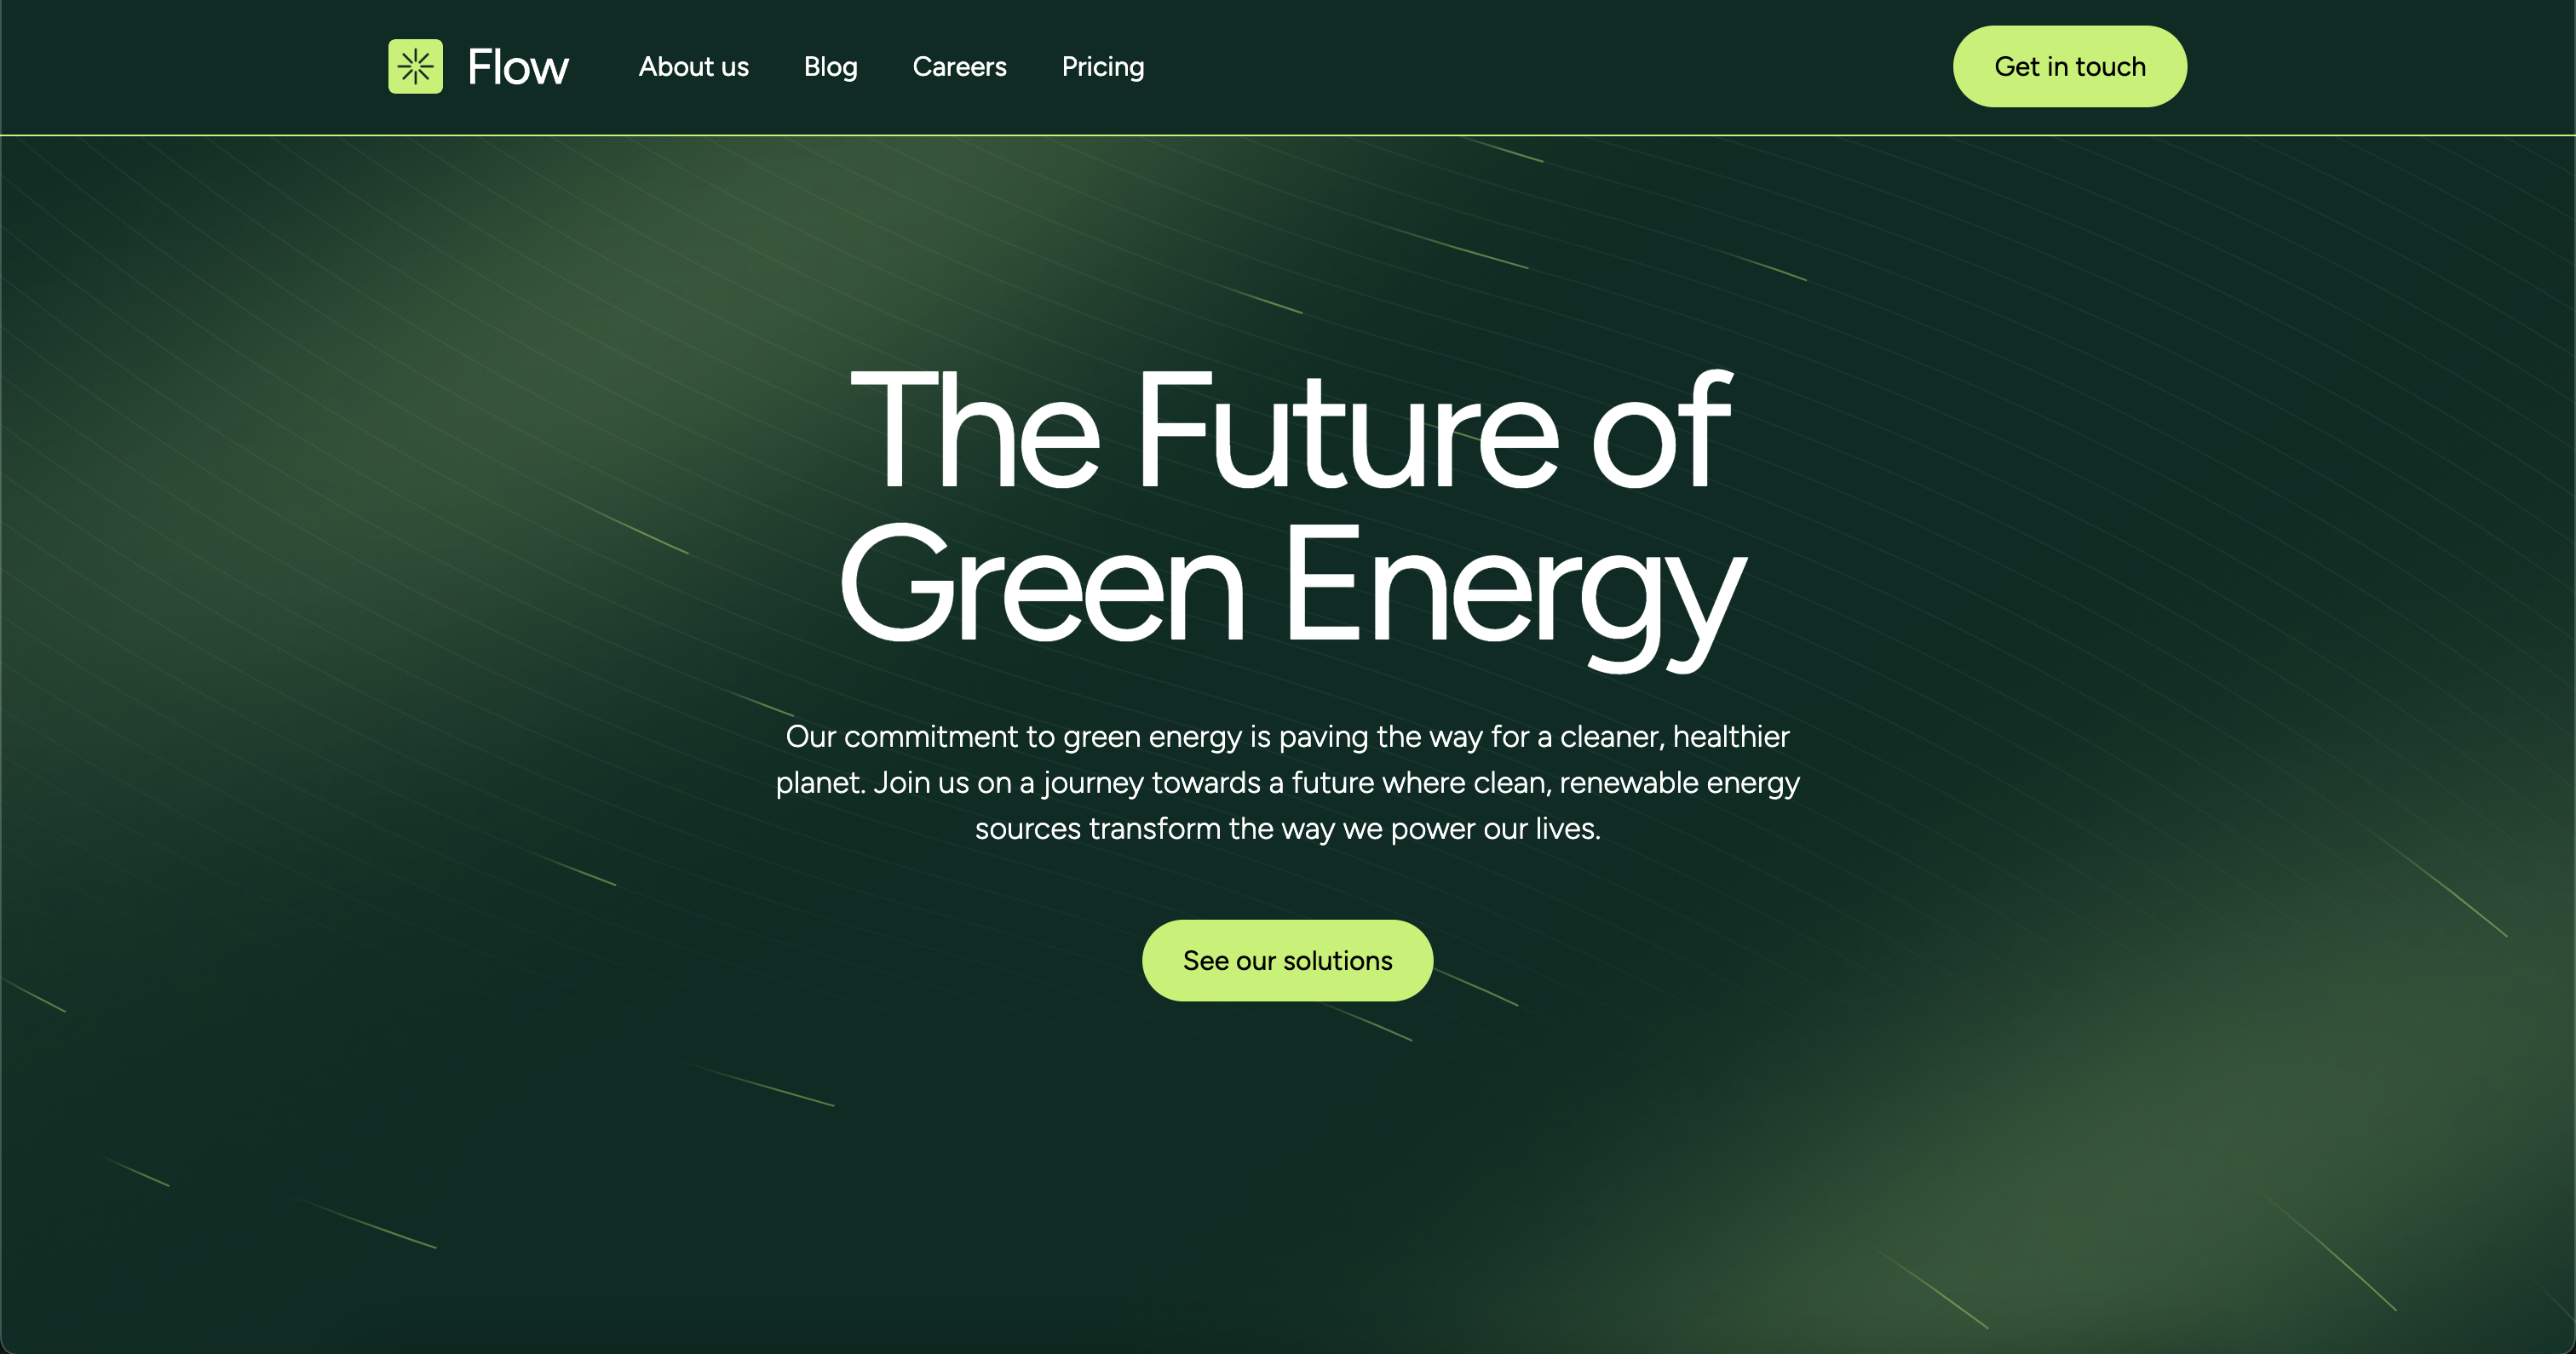 Flow
About us
Blog
Careers
Pricing
Get in touch
The Future of
Green Energy
Our commitment to green energy is paving the way for a cleaner, healthier
planet. Join us on a journey towards a future where clean, renewable energy
sources transform the way we power our lives.
See our solutions